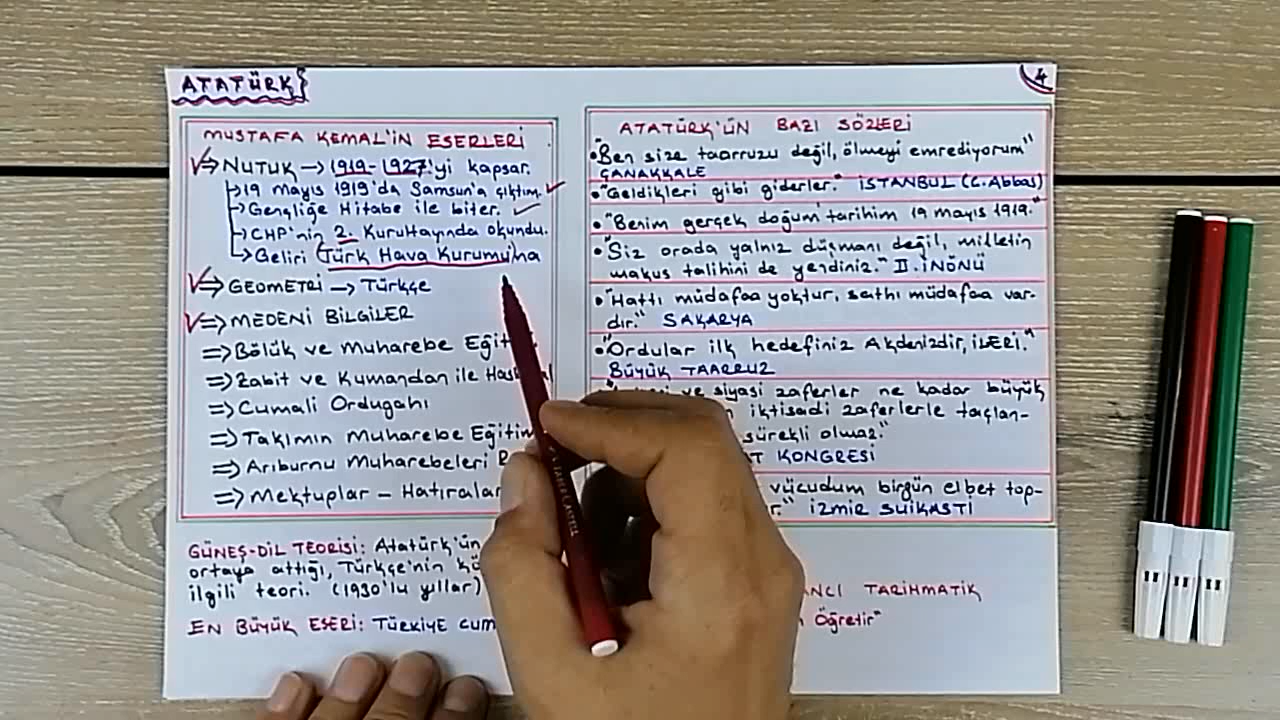 ATATÜRK
4
MUSTAFA KEMAL'İN ESERLERİ
⇒ NUTUK → 1919-1927'yi kapsar.
→ 19 mayıs 1919'da Samsun'a çıktım.
→ Gençliğe Hitabe ile biter.
→ CHP'nin 2. Kurultayında okundu.
→ Geliri (Türk Hava Kurumu)na
⇒ GEOMETRİ → Türkçe
⇒ MEDENİ BİLGİLER
⇒ Bölük ve Muharebe
⇒ Zabit ve Kumandan ile
⇒ Cumali Ordugahı
⇒ Takımın Muharebe
⇒ Arıburnu Muharebeleri
⇒ Mektuplar - Hatıralar
GÜNEŞ-DİL TEORİSİ: Atatürk'ün
ortaya attığı, Türkçe'nin
ilgili teori. (1930'lu yıllar)
EN BÜYÜK ESERİ: TÜRKİYE
ATATÜRK'ÜN BAZI SÖZLERİ
• "Ben size taarruzu değil, ölmeyi emrediyorum"
ÇANAKKALE
• "Geldikleri gibi giderler." İSTANBUL (C.Abbas)
• "Benim gerçek doğum tarihim 19 mayıs 1919."
• "Siz orada yalnız düşmanı değil, milletin
makus talihini de yendiniz." II. İNÖNÜ
• "Hattı müdafaa yoktur, sathı müdafaa var-
dır." SAKARYA
• "Ordular ilk hedefiniz Akdenizdir, İLERİ."
BÜYÜK TAARRUZ
ve siyasi zaferler ne kadar büyük
iktisadi zaferlerle taçlan-
sürekli olmaz."
KONGRESİ
vücudum birgün elbet top-
İZMİR SUİKASTI
TARİHMATİK
Öğretir"
FABER-CASTELL